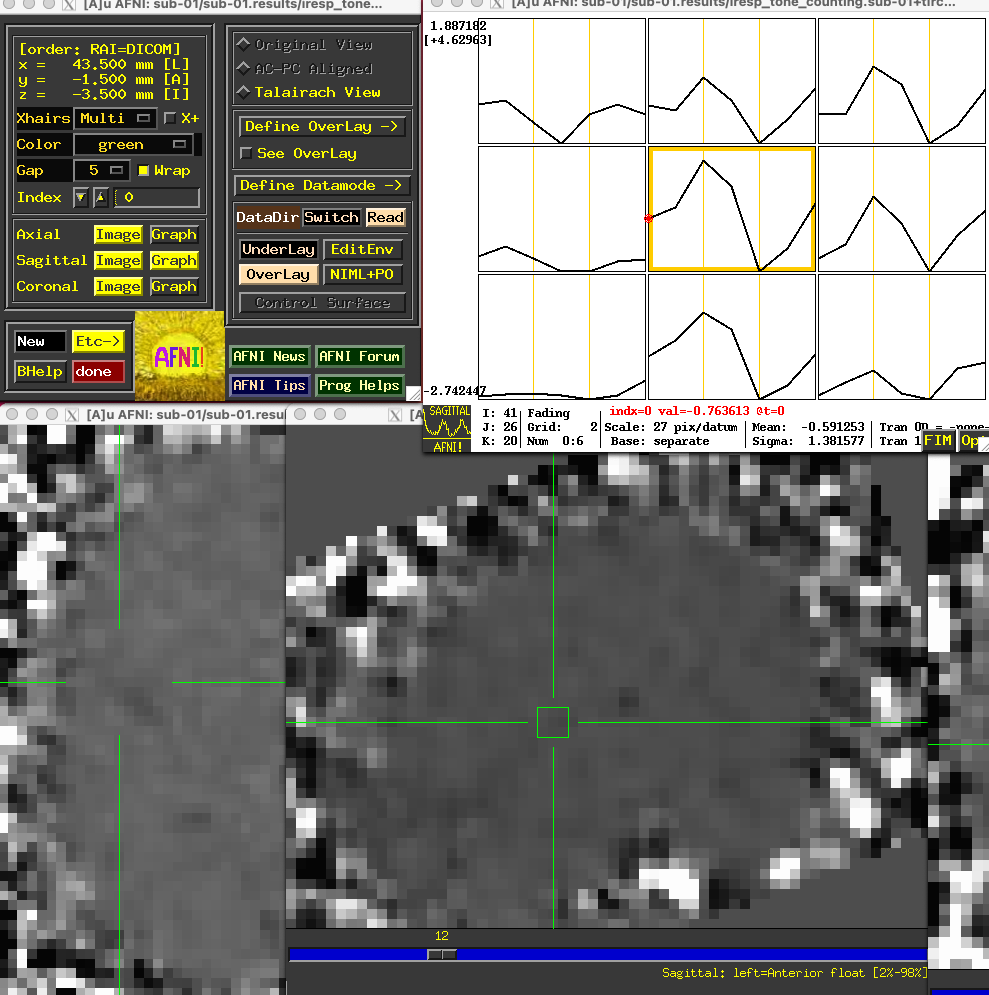 [A]u AFNI: sub-01/sub-01.results/iresp_tone...
[A]u AFNI: sub-01/sub-01.results/iresp_tone_counting.sub-01+tlrc...
[order: RAI=DICOM]
x = 43.500 mm [L]
y = -1.500 mm [A]
z = -3.500 mm [I]
Xhairs Multi X+
Color green
Gap 5 Wrap
Index 0
Axial Image Graph
Sagittal Image Graph
Coronal Image Graph
New Etc->
BHelp done
AFNI!
Original View
AC-PC Aligned
Talairach View
Define OverLay ->
See OverLay
Define Datamode ->
DataDir Switch Read
UnderLay EditEnv
OverLay NIML+PO
Control Surface
AFNI News AFNI Forum
AFNI Tips Prog Helps
1.887182
[+4.62963]
-2.742447
SAGITTAL
AFNI!
I: 41 Fading indx=0 val=-0.763613 @t=0
J: 26 Grid: 2 Scale: 27 pix/datum Mean: -0.591253 Tran 0D = -none-
K: 20 Num 0:6 Base: separate Sigma: 1.381577 Tran 1
FIM Op
[A]u AFNI: sub-01/sub-01.resu
[A
12
Sagittal: left=Anterior float [2%-98%]